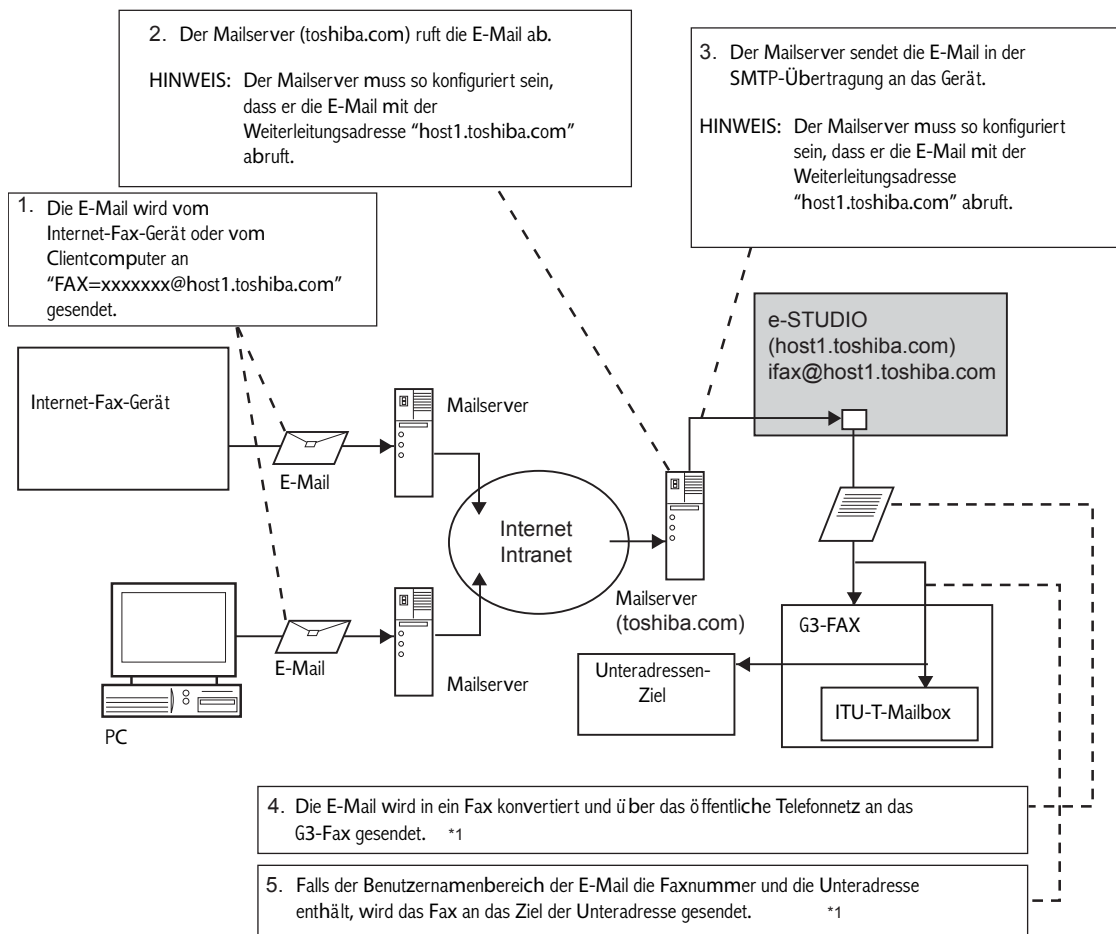 2. Der Mailserver (toshiba.com) ruft die E-Mail ab.
HINWEIS: Der Mailserver muss so konfiguriert sein,
dass er die E-Mail mit der
Weiterleitungsadresse “host1.toshiba.com”
abruft.
3. Der Mailserver sendet die E-Mail in der
SMTP-Übertragung an das Gerät.
HINWEIS: Der Mailserver muss so konfiguriert
sein, dass er die E-Mail mit der
Weiterleitungsadresse
“host1.toshiba.com” abruft.
1. Die E-Mail wird vom
Internet-Fax-Gerät oder vom
Clientcomputer an
“FAX=xxxxxxx@host1.toshiba.com”
gesendet.
e-STUDIO
(host1.toshiba.com)
ifax@host1.toshiba.com
Internet-Fax-Gerät
E-Mail
Mailserver
Internet
Intranet
Mailserver
(toshiba.com)
PC
E-Mail
Mailserver
Unteradressen-
Ziel
G3-FAX
ITU-T-Mailbox
4. Die E-Mail wird in ein Fax konvertiert und über das öffentliche Telefonnetz an das
G3-Fax gesendet. *1
5. Falls der Benutzernamenbereich der E-Mail die Faxnummer und die Unteradresse
enthält, wird das Fax an das Ziel der Unteradresse gesendet. *1